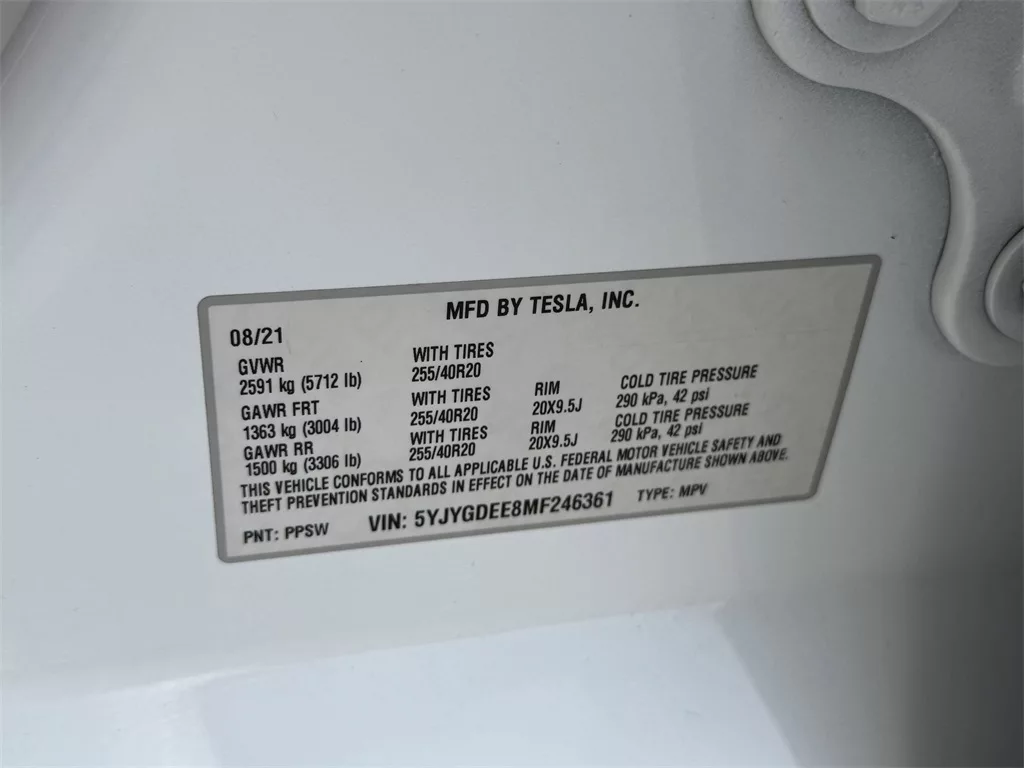 MFD BY TESLA, INC.
08/21
GVWR WITH TIRES
2591 kg (5712 lb) 255/40R20
GAWR FRT WITH TIRES RIM COLD TIRE PRESSURE
1363 kg (3004 lb) 255/40R20 20X9.5J 290 kPa, 42 psi
GAWR RR WITH TIRES RIM COLD TIRE PRESSURE
1500 kg (3306 lb) 255/40R20 20X9.5J 290 kPa, 42 psi
THIS VEHICLE CONFORMS TO ALL APPLICABLE U.S. FEDERAL MOTOR VEHICLE SAFETY AND
THEFT PREVENTION STANDARDS IN EFFECT ON THE DATE OF MANUFACTURE SHOWN ABOVE.
PNT: PPSW VIN: 5YJYGDEE8MF246361 TYPE: MPV